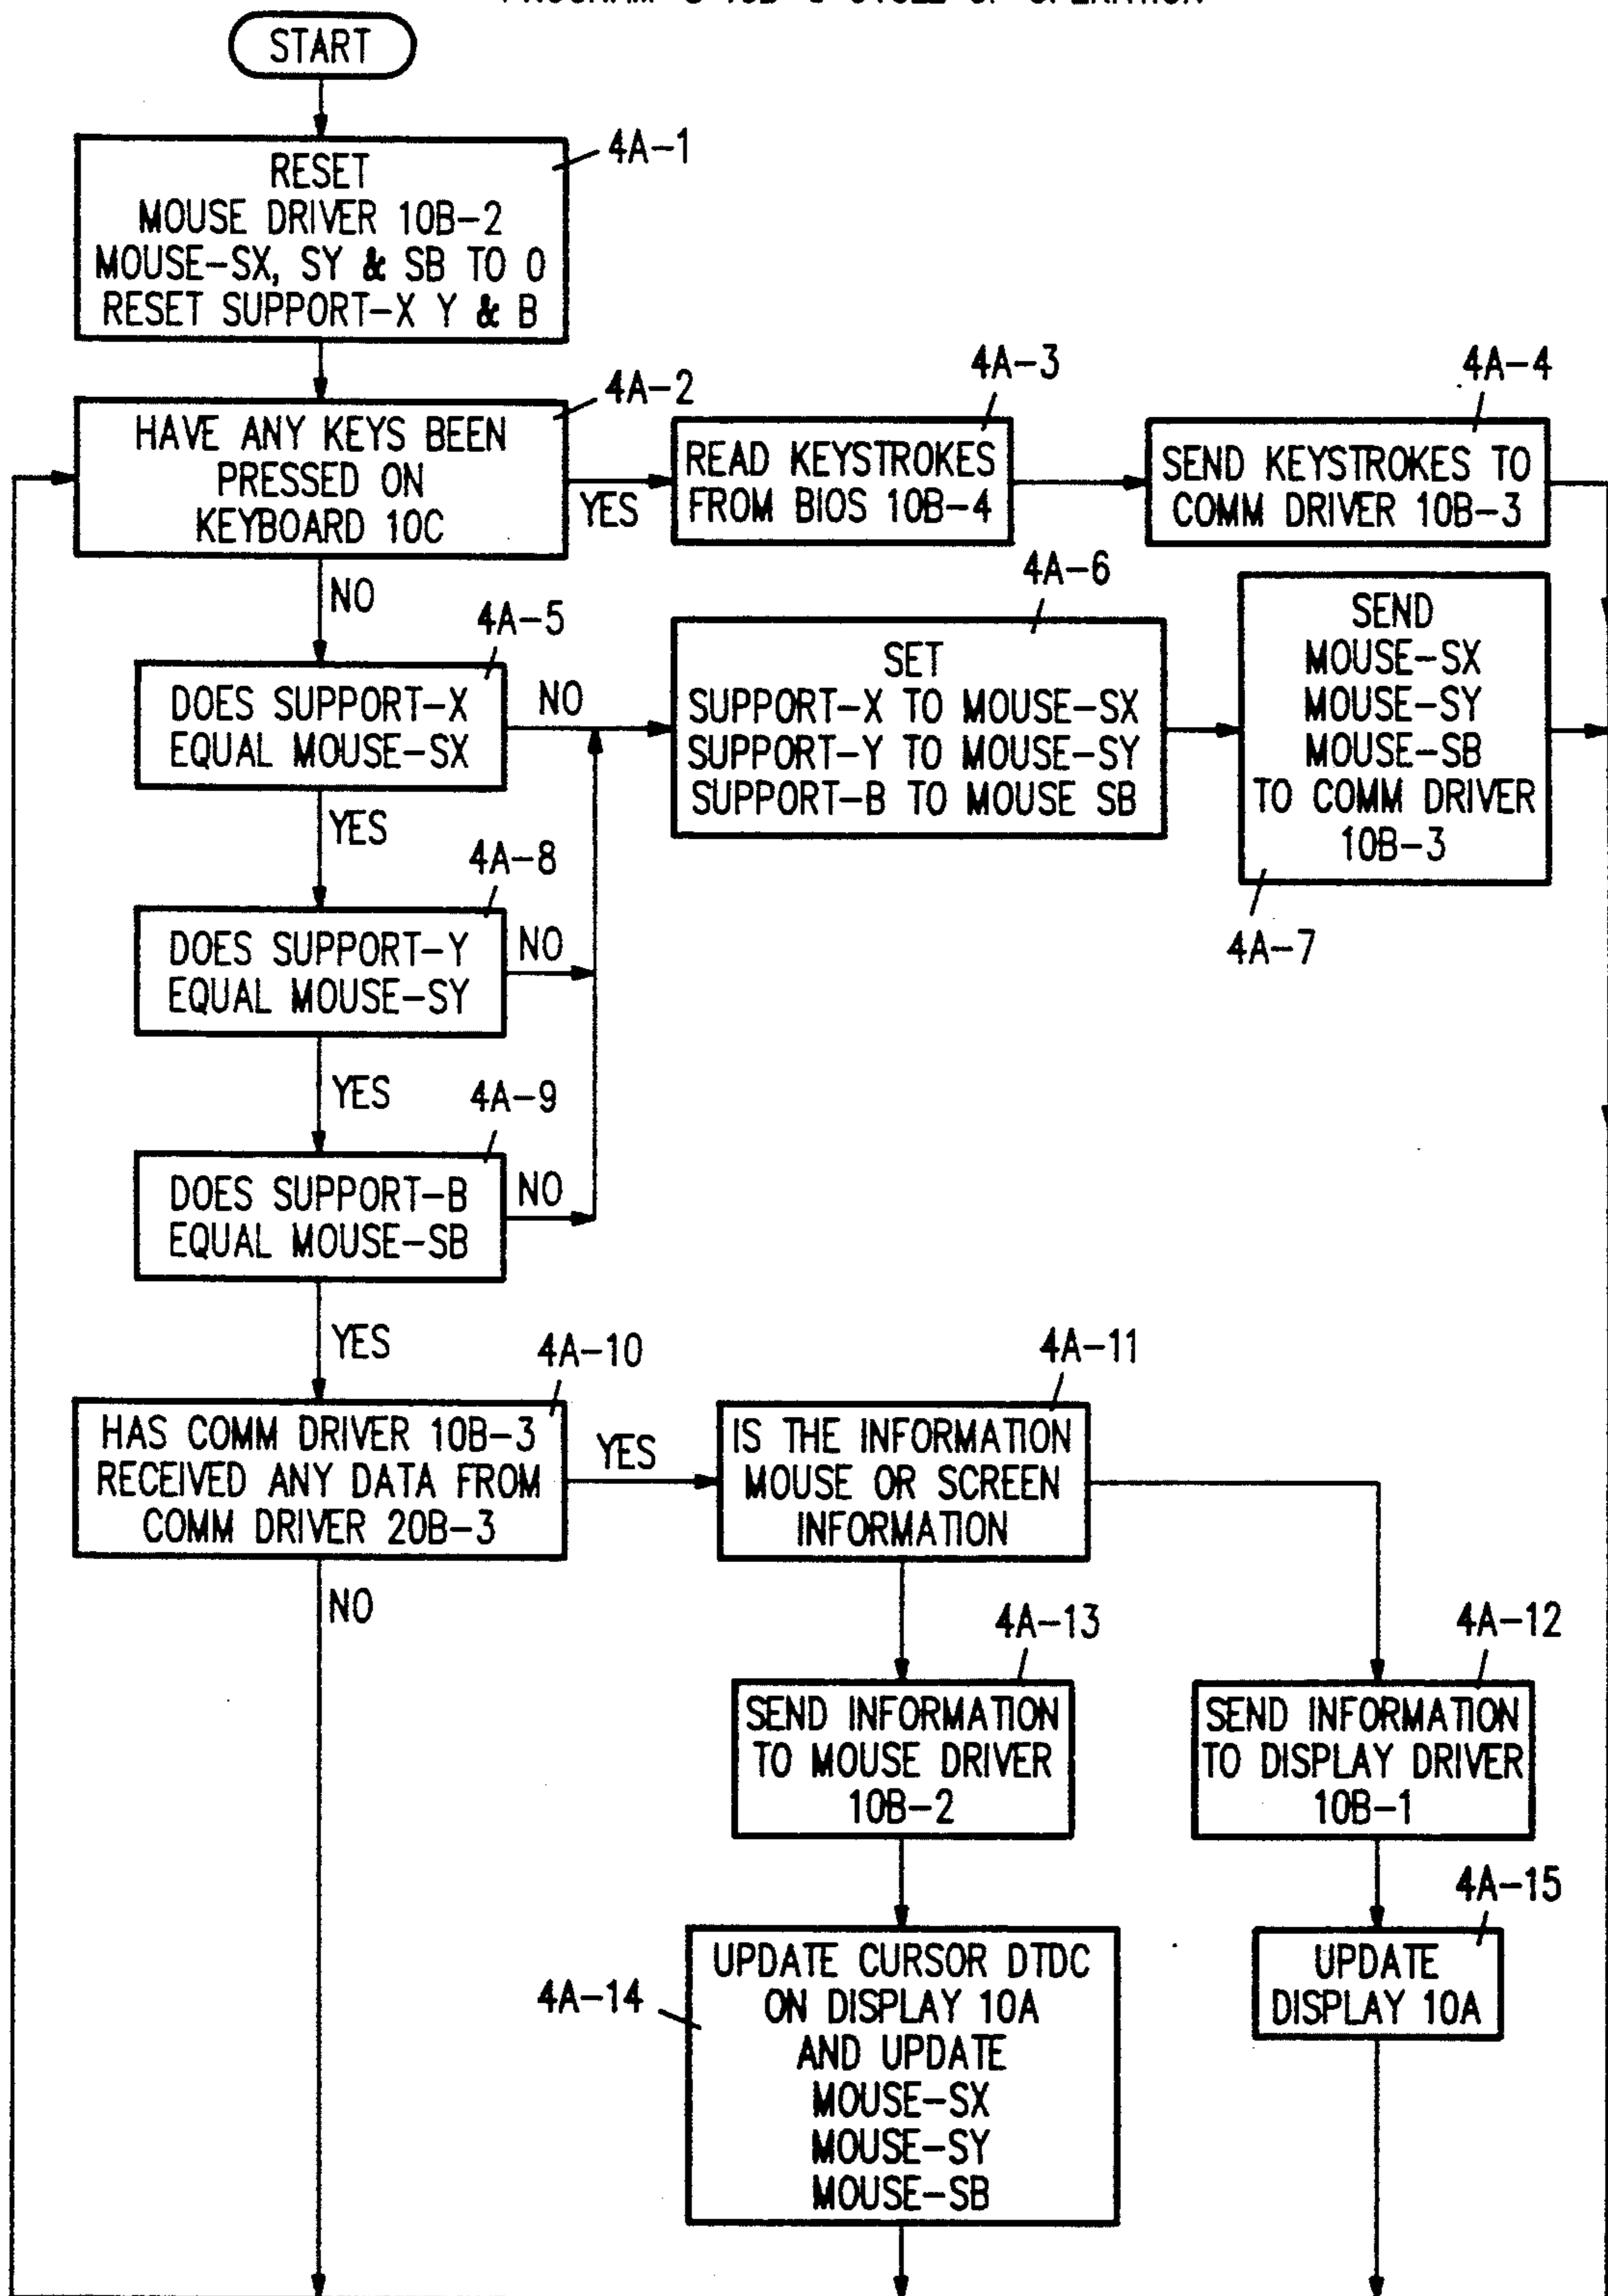 START
4A-1
RESET
MOUSE DRIVER 10B-2
MOUSE-SX, SY & SB TO 0
RESET SUPPORT-X Y & B
4A-2
HAVE ANY KEYS BEEN
PRESSED ON
KEYBOARD 10C
YES
NO
4A-3
READ KEYSTROKES
FROM BIOS 10B-4
4A-4
SEND KEYSTROKES TO
COMM DRIVER 10B-3
4A-5
DOES SUPPORT-X
EQUAL MOUSE-SX
NO
YES
4A-6
SET
SUPPORT-X TO MOUSE-SX
SUPPORT-Y TO MOUSE-SY
SUPPORT-B TO MOUSE SB
SEND
MOUSE-SX
MOUSE-SY
MOUSE-SB
TO COMM DRIVER
10B-3
4A-7
4A-8
DOES SUPPORT-Y
EQUAL MOUSE-SY
NO
YES
4A-9
DOES SUPPORT-B
EQUAL MOUSE-SB
NO
YES
4A-10
HAS COMM DRIVER 10B-3
RECEIVED ANY DATA FROM
COMM DRIVER 20B-3
YES
NO
4A-11
IS THE INFORMATION
MOUSE OR SCREEN
INFORMATION
4A-13
SEND INFORMATION
TO MOUSE DRIVER
10B-2
4A-12
SEND INFORMATION
TO DISPLAY DRIVER
10B-1
4A-14
UPDATE CURSOR DTDC
ON DISPLAY 10A
AND UPDATE
MOUSE-SX
MOUSE-SY
MOUSE-SB
4A-15
UPDATE
DISPLAY 10A